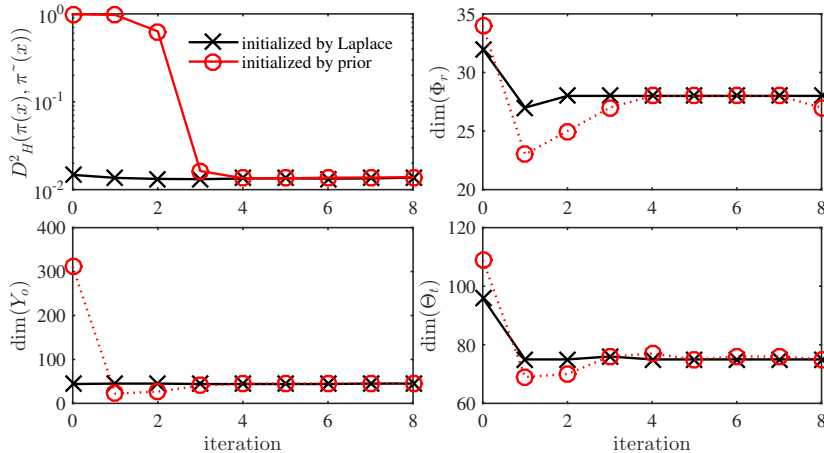 10^0
10^{-1}
10^{-2}
D^2_H(π(x), π^~(x))
0 2 4 6 8
× initialized by Laplace
○ initialized by prior
35
30
25
20
dim(Φ_r)
0 2 4 6 8
400
300
200
100
0
dim(Y_o)
0 2 4 6 8
iteration
120
100
80
60
dim(Θ_t)
0 2 4 6 8
iteration